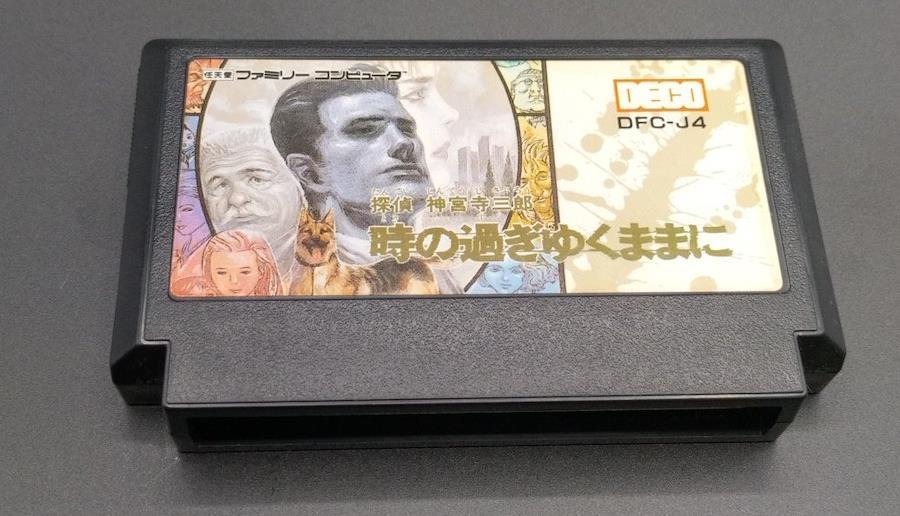 任天堂 ファミリー コンピュータ™
DECO
DFC-J4
たん てい じん ぐう じ さぶ ろう
探偵 神宮寺三郎
時の過ぎゆくままに